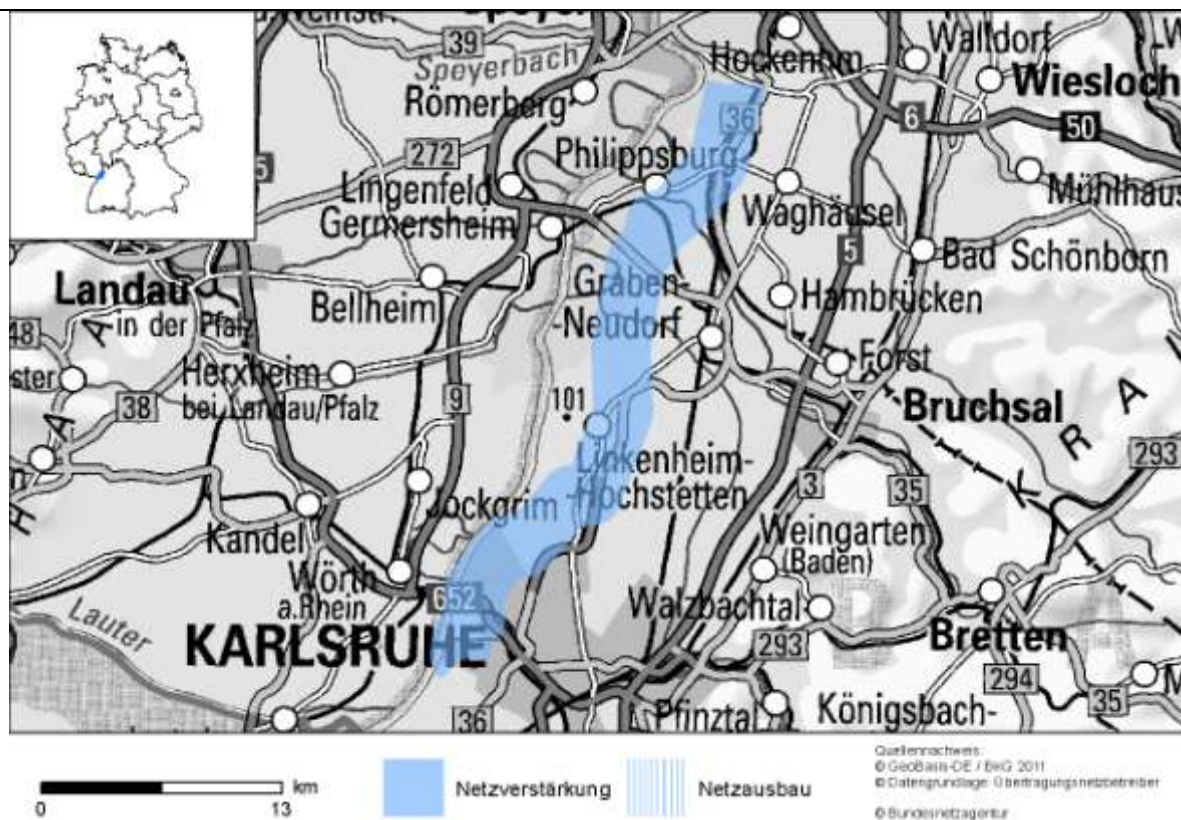 39
Speyerbach
Hockenhm
Walldorf
Wiesloch
Römerberg
36
6
50
272
Philippsburg
5
Lingenfeld
Germersheim
Waghäusel
Mühlhaus
5
Bad Schönborn
Landau
in der Pfalz
Bellheim
Graben-
-Neudorf
Hambrücken
48
ster
Herxheim
bei Landau/Pfalz
38
9
101
Forst
Bruchsal
H A A
K R A
293
Linkenheim-
-Hochstetten
3
35
Jockgrim
Kandel
Weingarten
(Baden)
Wörth
a.Rhein
652
Walzbachtal
Lauter
KARLSRUHE
293
Bretten
294
35
36
Pfinztal
Königsbach-
M
km
0
13
Netzverstärkung
Netzausbau
Quellennachweis:
© GeoBasis-DE / BKG 2011
© Datengrundlage: Übertragungsnetzbetreiber
© Bundesnetzagentur